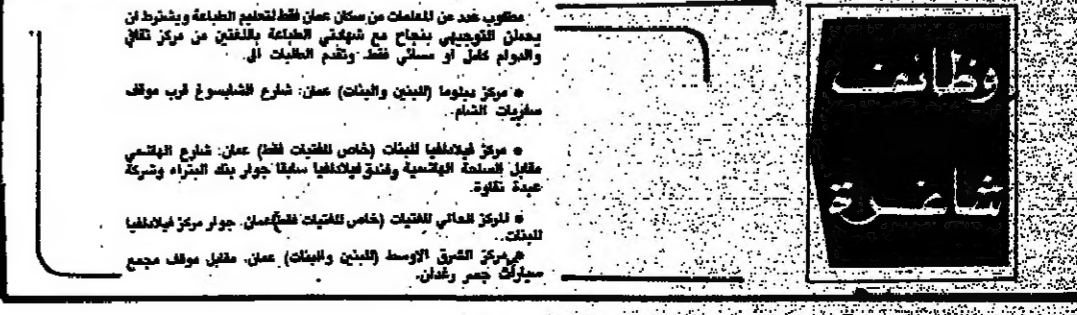 وظائف
شاغرة
مطلوب عدد من المعلمات من سكان عمان فقط لتعليم الطباعة ويشترط ان
يحملن التوجيهي بنجاح مع شهادتي الطباعة باللغتين من مركز ثقافي
والدوام كامل او مسائي فقط وتقدم الطلبات الى.
* مركز دبلوما (للبنين والبنات) عمان: شارع الشابسوغ قرب موقف
سفريات الشام.
* مركز فيلادلفيا للبنات (خاص للفتيات فقط) عمان: شارع الهاشمي
مقابل الساحة الهاشمية وفندق فيلادلفيا سابقا جوار بنك البتراء وشركة
عبدة نقاوة.
* المركز العالي للفتيات (خاص للفتيات فقط) عمان. جوار مركز فيلادلفيا
للبنات.
* مركز الشرق الاوسط (للبنين والبنات) عمان. مقابل موقف مجمع
سيارات جسر رغدان.